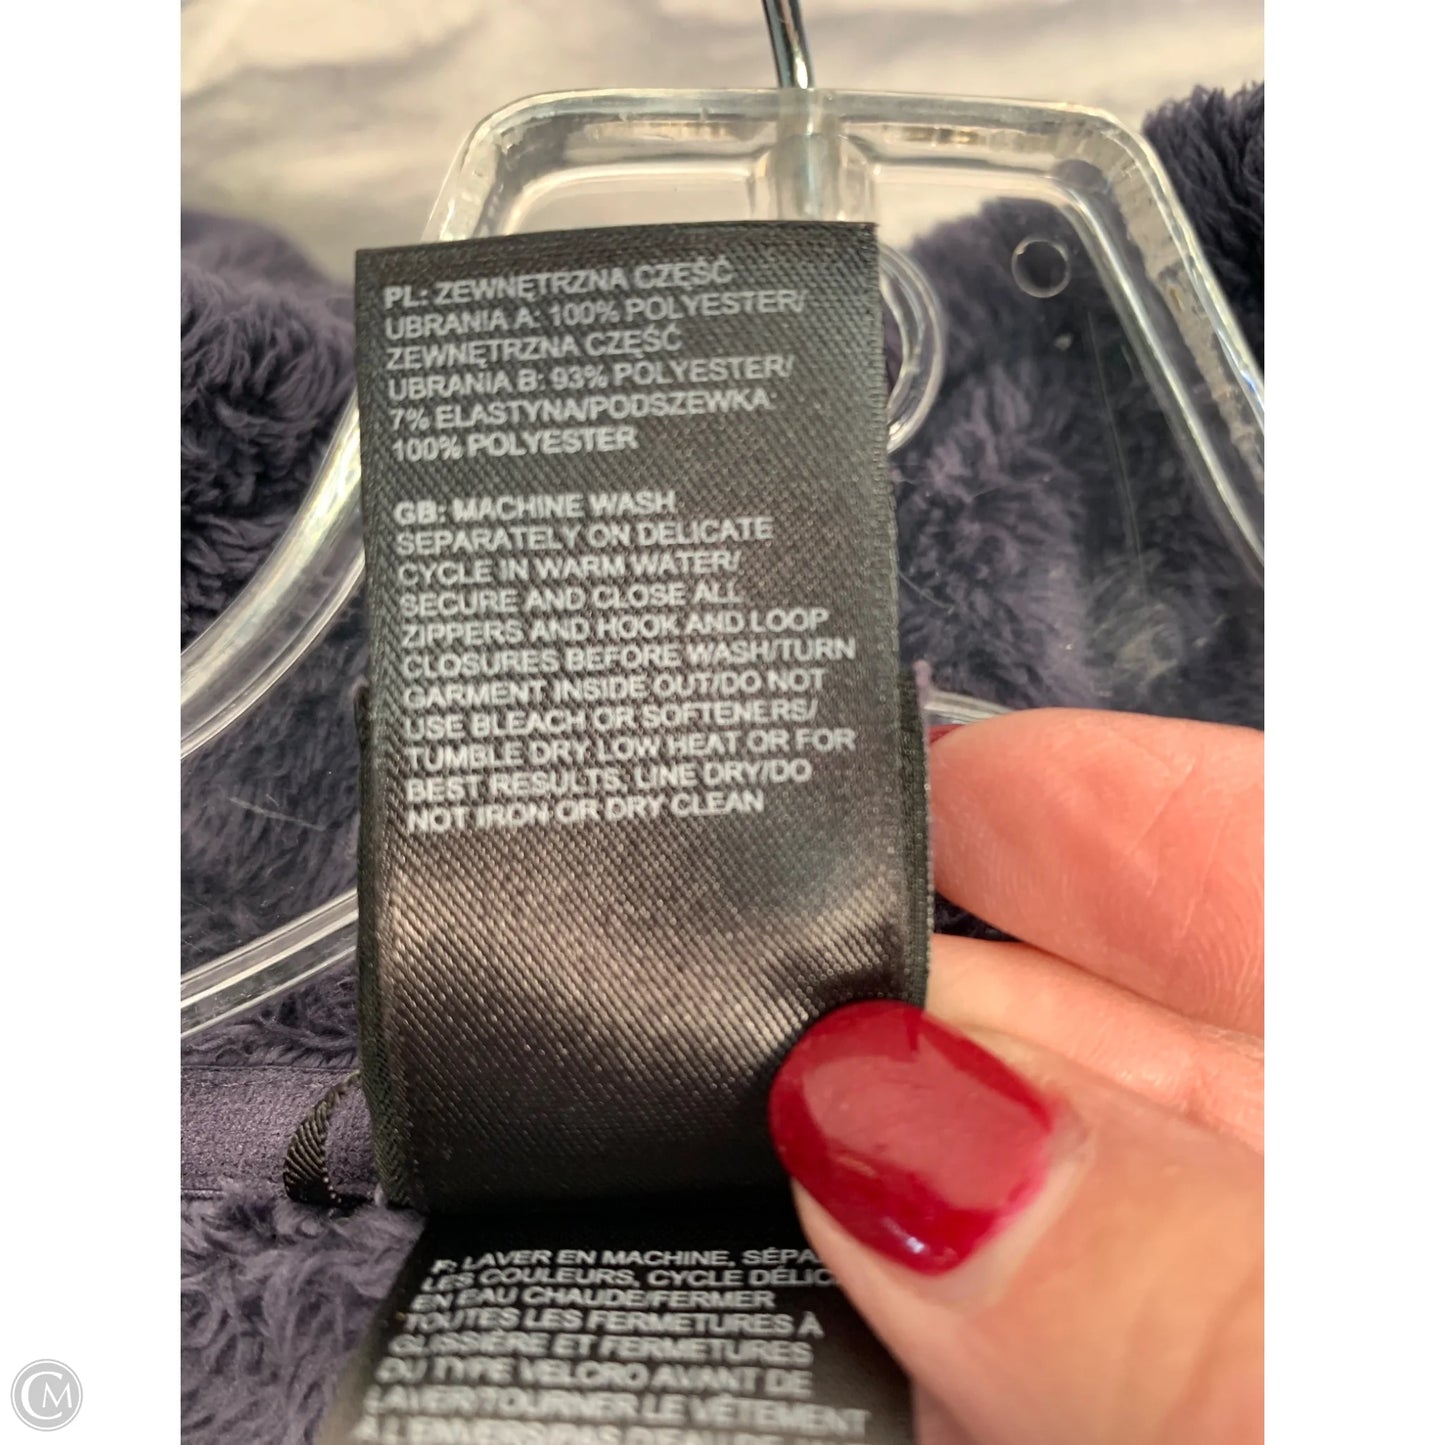 PL: ZEWNĘTRZNA CZĘŚĆ
UBRANIA A: 100% POLYESTER/
ZEWNĘTRZNA CZĘŚĆ
UBRANIA B: 93% POLYESTER/
7% ELASTYNA/PODSZEWKA:
100% POLYESTER
GB: MACHINE WASH
SEPARATELY ON DELICATE
CYCLE IN WARM WATER/
SECURE AND CLOSE ALL
ZIPPERS AND HOOK AND LOOP
CLOSURES BEFORE WASH/TURN
GARMENT INSIDE OUT/DO NOT
USE BLEACH OR SOFTENERS/
TUMBLE DRY LOW HEAT OR FOR
BEST RESULTS, LINE DRY/DO
NOT IRON OR DRY CLEAN
F: LAVER EN MACHINE, SÉPA
LES COULEURS, CYCLE DÉLIC
EN EAU CHAUDE/FERMER
TOUTES LES FERMETURES À
GLISSIÈRE ET FERMETURES
DU TYPE VELCRO AVANT DE
LAVER/TOURNER LE VÊTEMENT
CM